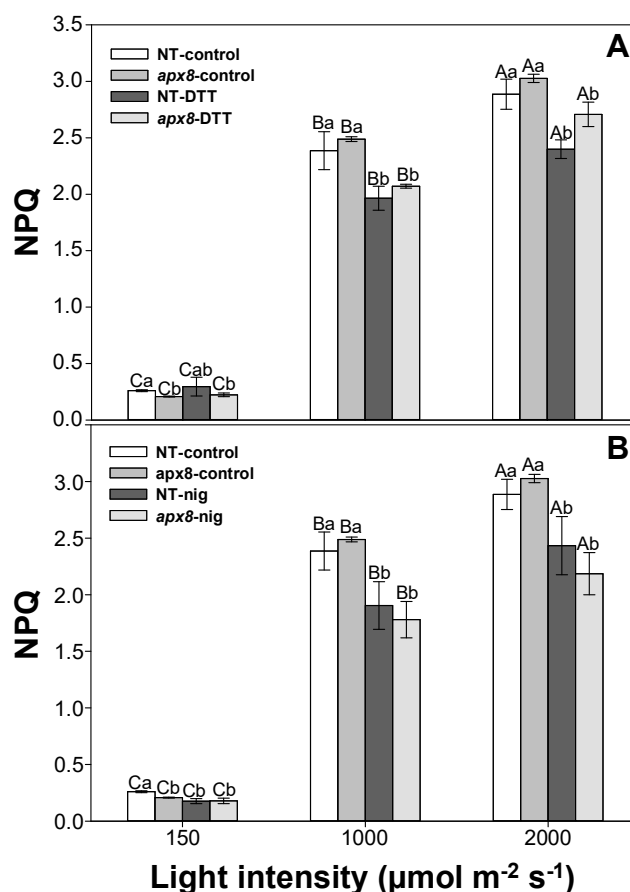 A
NT-control
apx8-control
NT-DTT
apx8-DTT
3.5
3.0
2.5
2.0
1.5
1.0
0.5
0.0
NPQ
Ca Cb Cab Cb
Ba Ba Bb Bb
Aa Aa Ab Ab
B
NT-control
apx8-control
NT-nig
apx8-nig
3.0
2.5
2.0
1.5
1.0
0.5
0.0
NPQ
Ca Cb Cb Cb
Ba Ba Bb Bb
Aa Aa Ab Ab
150 1000 2000
Light intensity (µmol m-2 s-1)